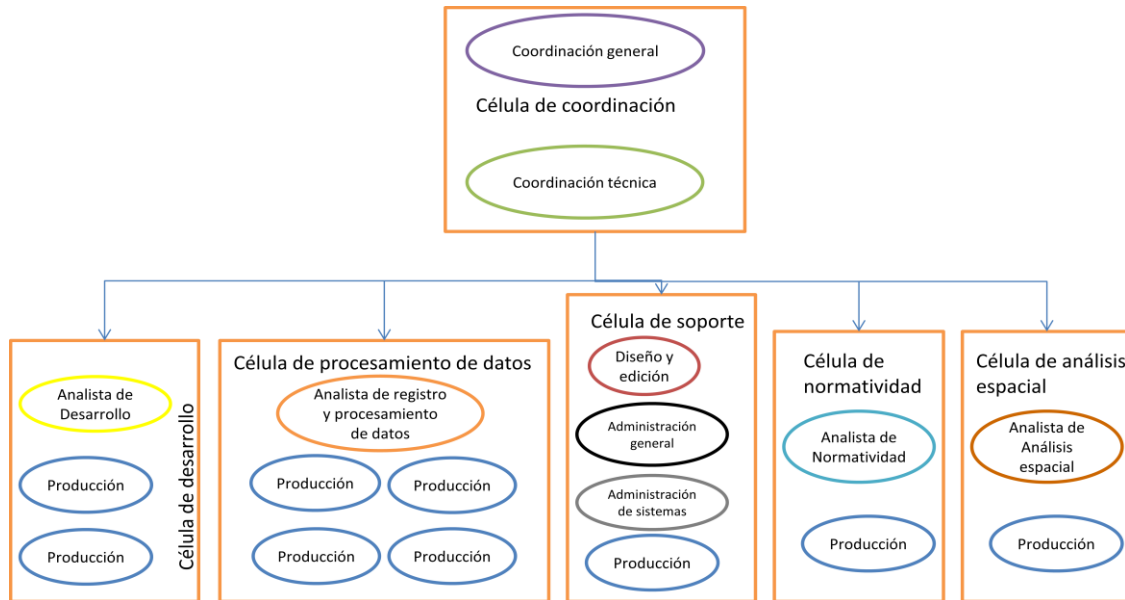 Coordinación general
Célula de coordinación
Coordinación técnica
Célula de desarrollo
Analista de
Desarrollo
Producción
Producción
Célula de procesamiento de datos
Analista de registro
y procesamiento
de datos
Producción
Producción
Producción
Producción
Célula de soporte
Diseño y
edición
Administración
general
Administración
de sistemas
Producción
Célula de
normatividad
Analista de
Normatividad
Producción
Célula de análisis
espacial
Analista de
Análisis
espacial
Producción